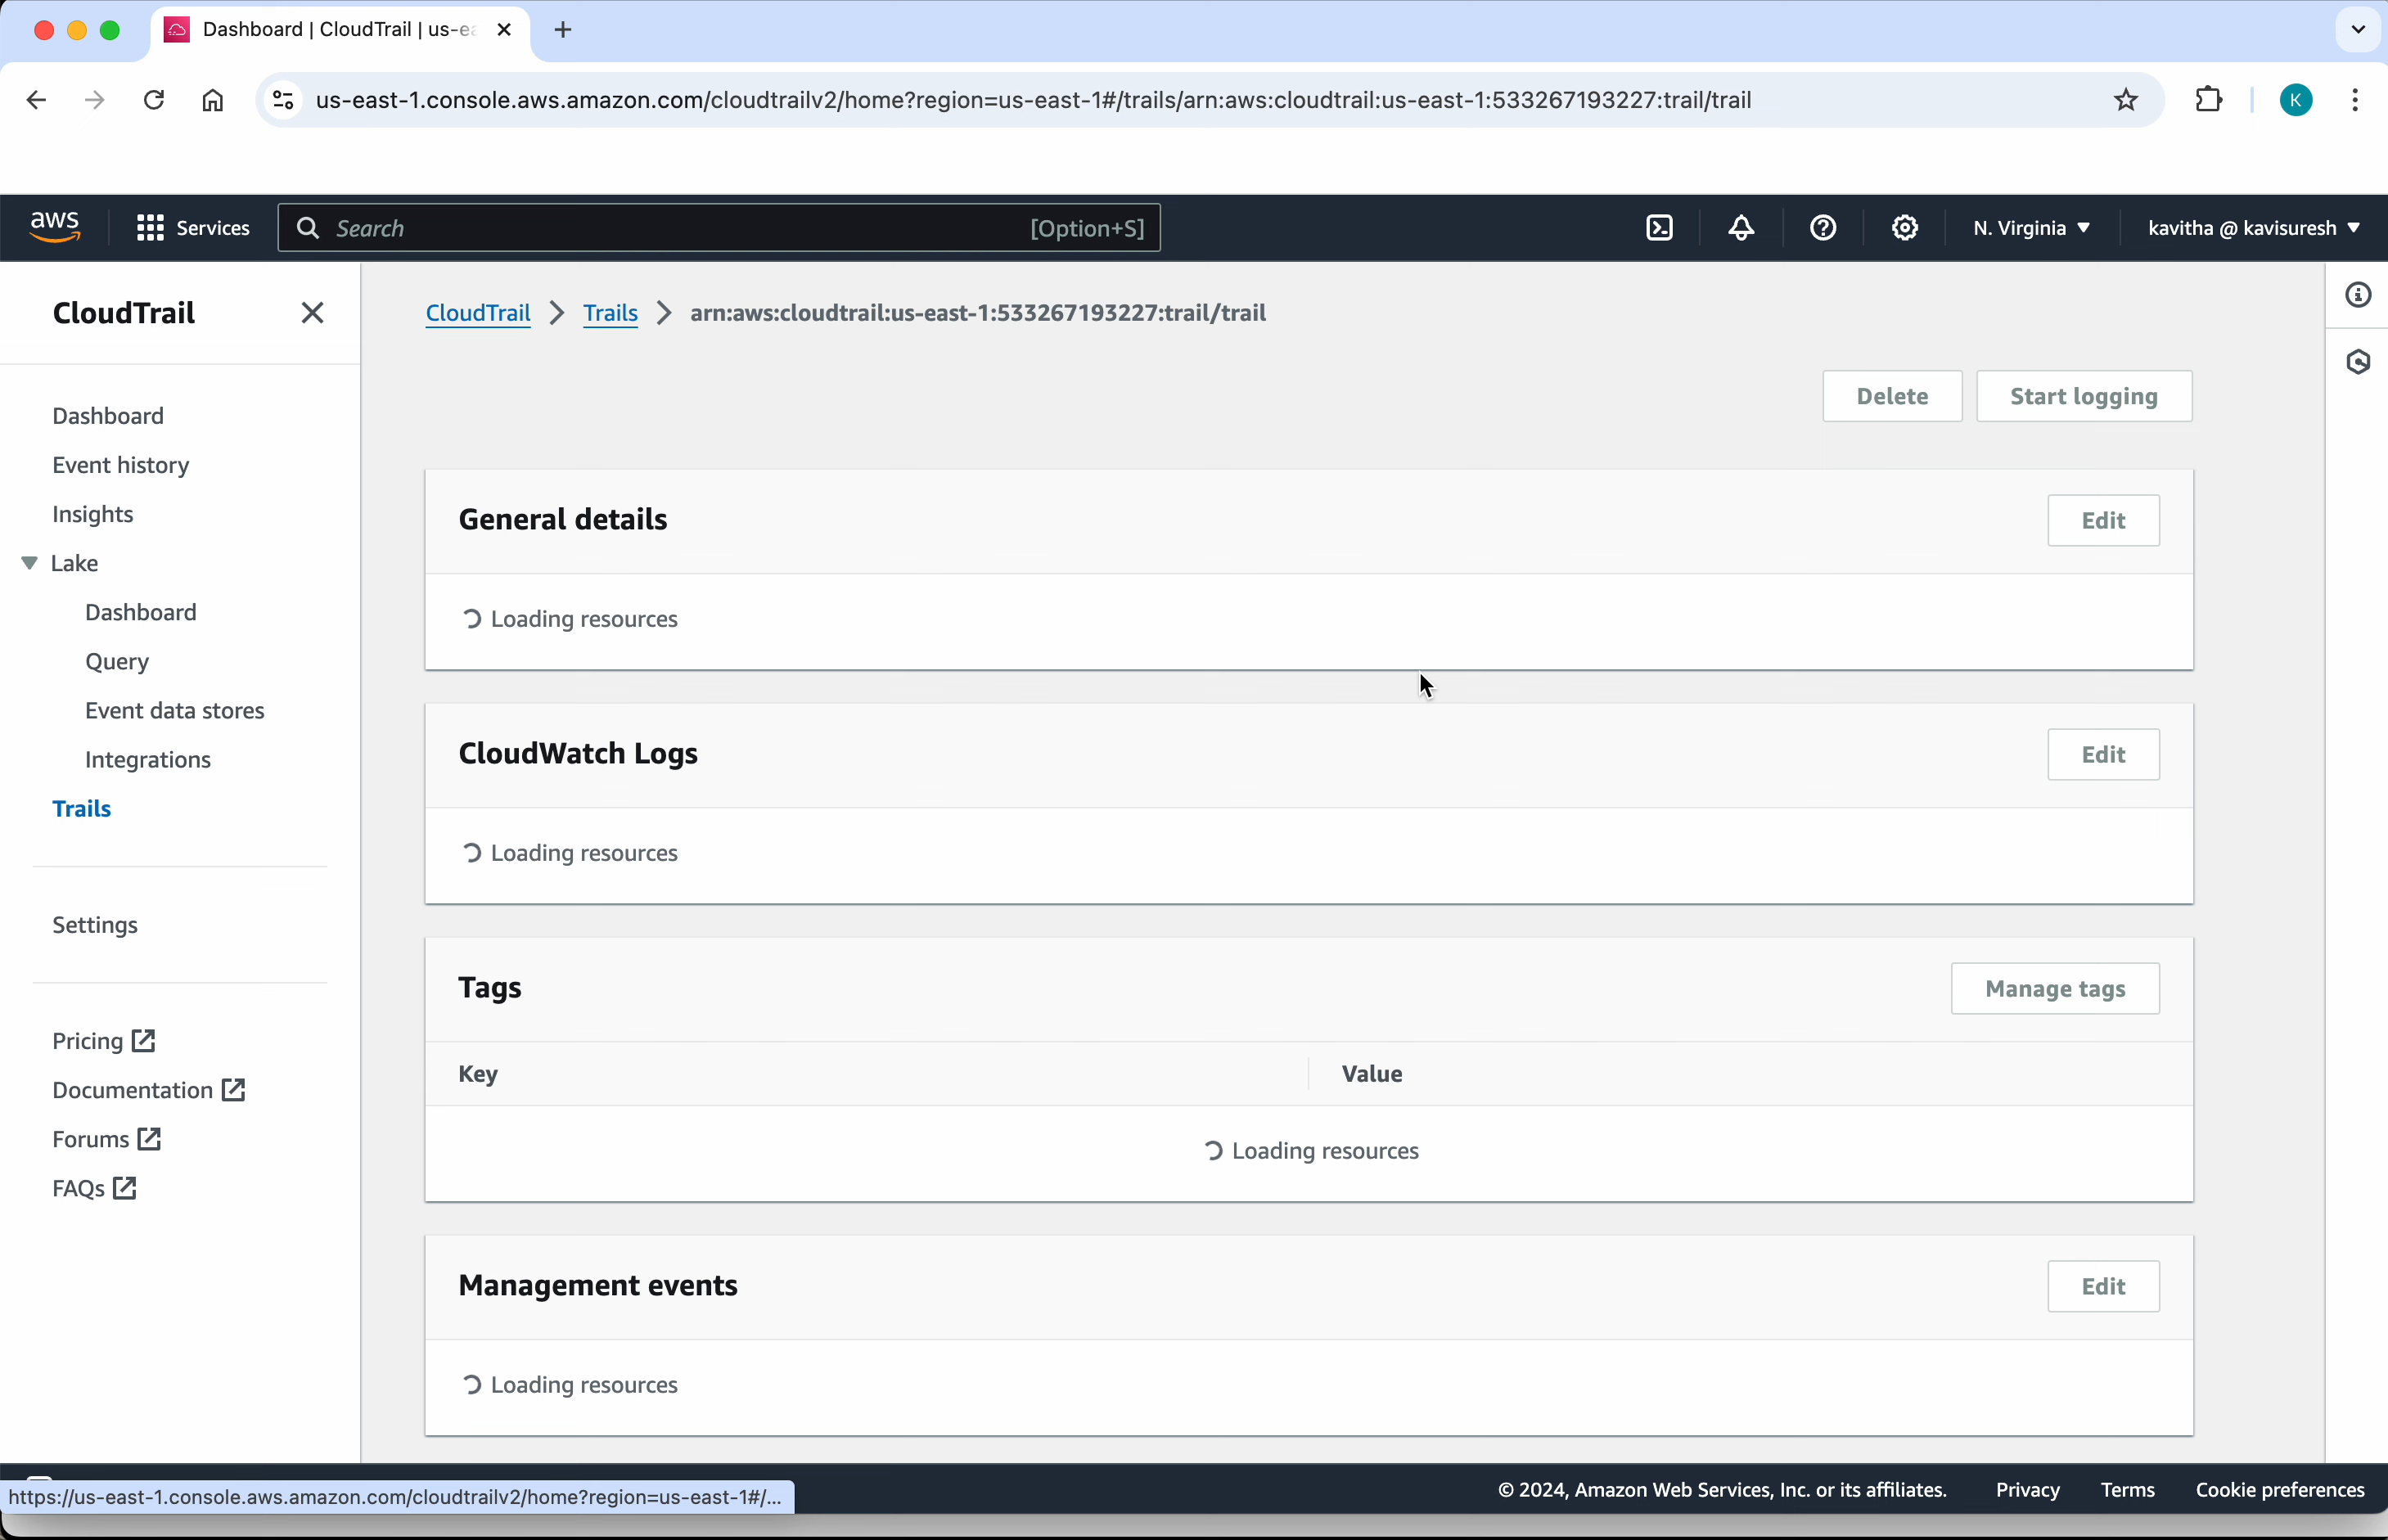 Dashboard | CloudTrail | us-ea
us-east-1.console.aws.amazon.com/cloudtrailv2/home?region=us-east-1#/trails/arn:aws:cloudtrail:us-east-1:533267193227:trail/trail
K
aws
Services
Search
[Option+S]
N. Virginia
kavitha @ kavisuresh
CloudTrail
Dashboard
Event history
Insights
Lake
Dashboard
Query
Event data stores
Integrations
Trails
Settings
Pricing
Documentation
Forums
FAQs
CloudTrail > Trails > arn:aws:cloudtrail:us-east-1:533267193227:trail/trail
Delete
Start logging
General details
Edit
Loading resources
CloudWatch Logs
Edit
Loading resources
Tags
Manage tags
Key
Value
Loading resources
Management events
Edit
Loading resources
https://us-east-1.console.aws.amazon.com/cloudtrailv2/home?region=us-east-1#/...
© 2024, Amazon Web Services, Inc. or its affiliates.
Privacy
Terms
Cookie preferences